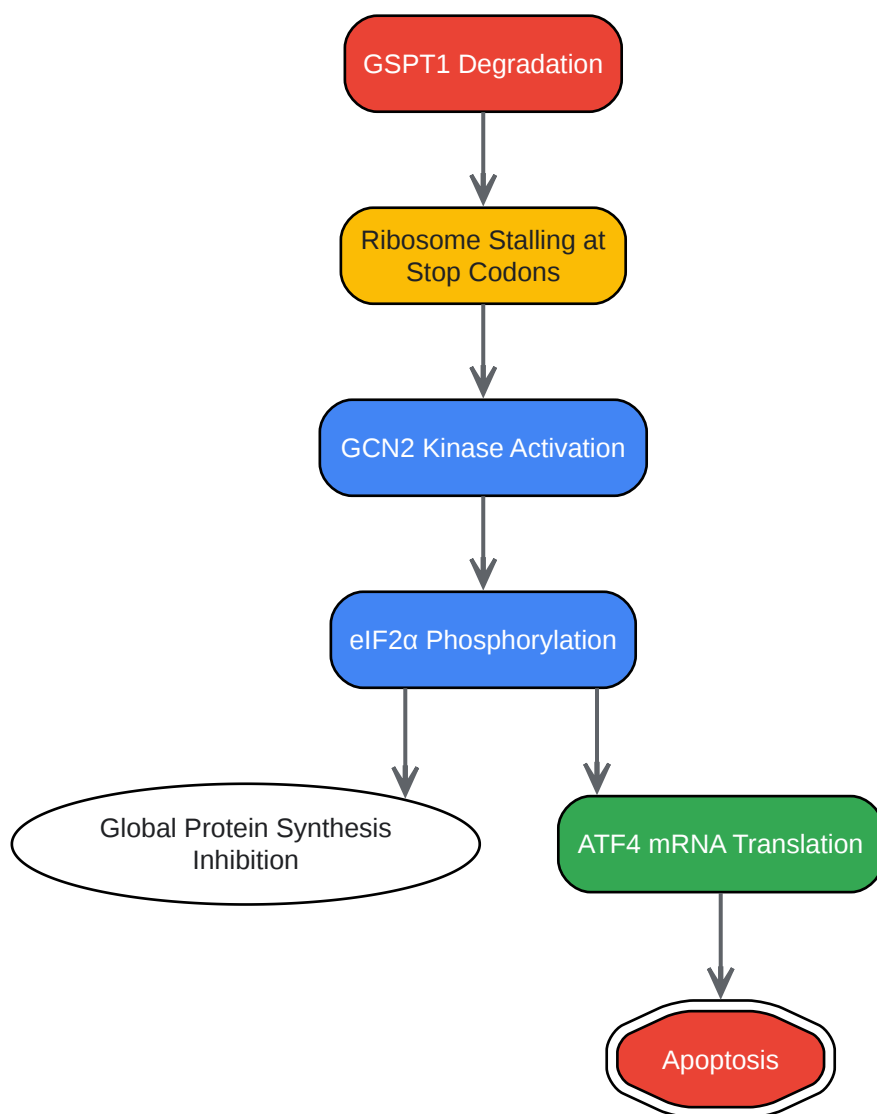 GSPT1 Degradation
Ribosome Stalling at
Stop Codons
GCN2 Kinase Activation
eIF2α Phosphorylation
Global Protein Synthesis
Inhibition
ATF4 mRNA Translation
Apoptosis